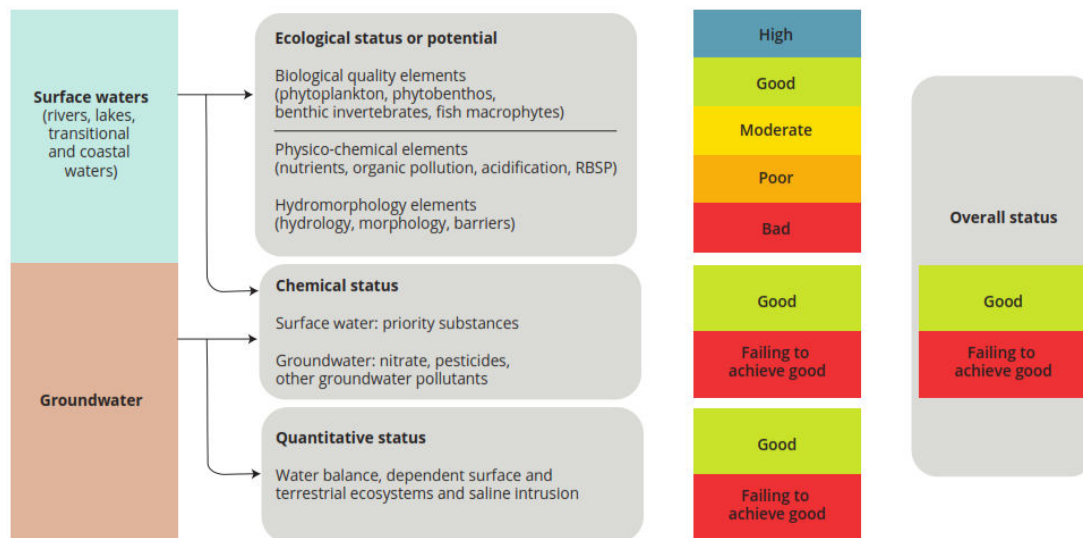 Surface waters
(rivers, lakes,
transitional
and coastal
waters)
Groundwater
Ecological status or potential
Biological quality elements
(phytoplankton, phytobenthos,
benthic invertebrates, fish macrophytes)
Physico-chemical elements
(nutrients, organic pollution, acidification, RBSP)
Hydromorphology elements
(hydrology, morphology, barriers)
Chemical status
Surface water: priority substances
Groundwater: nitrate, pesticides,
other groundwater pollutants
Quantitative status
Water balance, dependent surface and
terrestrial ecosystems and saline intrusion
High
Good
Moderate
Poor
Bad
Good
Failing to
achieve good
Good
Failing to
achieve good
Overall status
Good
Failing to
achieve good